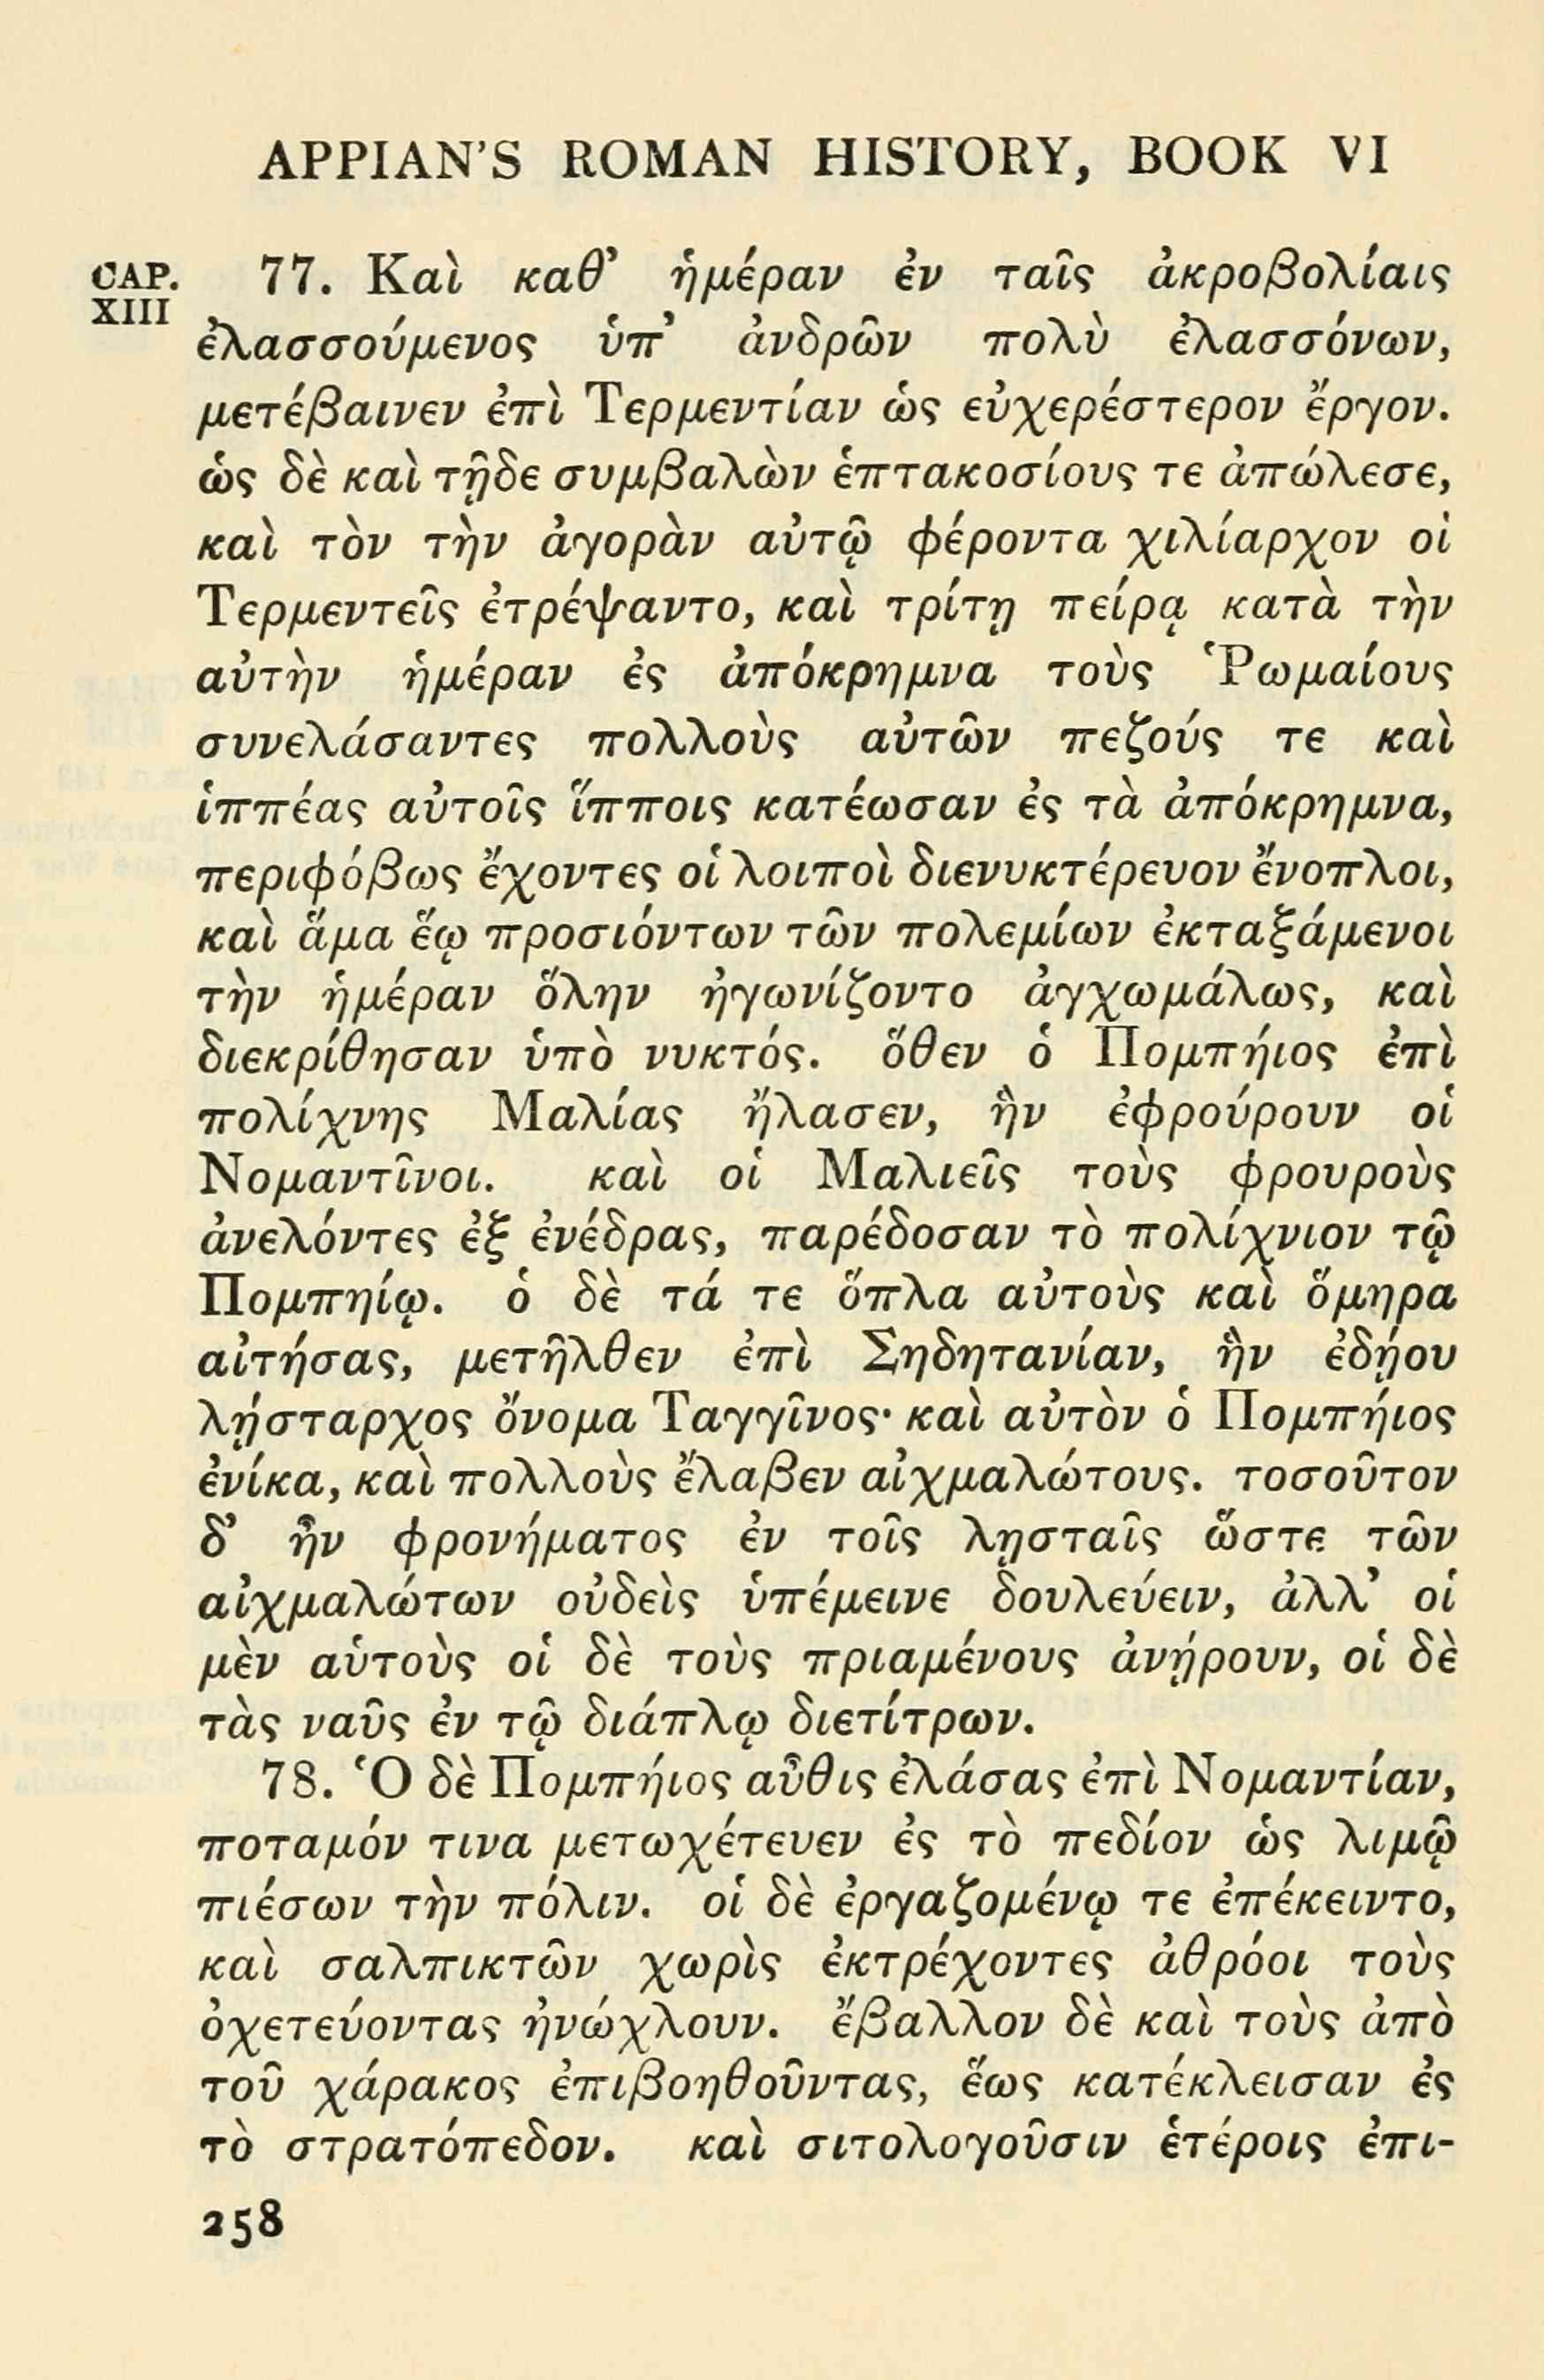 APPIAN'S ROMAN HISTORY, BOOK VI
CAP. XIII
77. Καὶ καθ' ἡμέραν ἐν ταῖς ἀκροβολίαις
ἐλασσούμενος ὑπ' ἀνδρῶν πολὺ ἐλασσόνων,
μετέβαινεν ἐπὶ Τερμεντίαν ὡς εὐχερέστερον ἔργον.
ὡς δὲ καὶ τῇδε συμβαλὼν ἑπτακοσίους τε ἀπώλεσε,
καὶ τὸν τὴν ἀγορὰν αὐτῷ φέροντα χιλίαρχον οἱ
Τερμεντεῖς ἐτρέψαντο, καὶ τρίτῃ πείρᾳ κατὰ τὴν
αὐτὴν ἡμέραν ἐς ἀπόκρημνα τοὺς Ῥωμαίους
συνελάσαντες πολλοὺς αὐτῶν πεζούς τε καὶ
ἱππέας αὐτοῖς ἵπποις κατέωσαν ἐς τὰ ἀπόκρημνα,
περιφόβως ἔχοντες οἱ λοιποὶ διενυκτέρευον ἔνοπλοι,
καὶ ἅμα ἕῳ προσιόντων τῶν πολεμίων ἐκταξάμενοι
τὴν ἡμέραν ὅλην ἠγωνίζοντο ἀγχωμάλως, καὶ
διεκρίθησαν ὑπὸ νυκτός. ὅθεν ὁ Πομπήιος ἐπὶ
πολίχνης Μαλίας ἤλασεν, ἣν ἐφρούρουν οἱ
Νομαντῖνοι. καὶ οἱ Μαλιεῖς τοὺς φρουροὺς
ἀνελόντες ἐξ ἐνέδρας, παρέδοσαν τὸ πολίχνιον τῷ
Πομπηίῳ. ὁ δὲ τά τε ὅπλα αὐτοὺς καὶ ὅμηρα
αἰτήσας, μετῆλθεν ἐπὶ Σηδητανίαν, ἣν ἐδῄου
λῄσταρχος ὄνομα Ταγγῖνος· καὶ αὐτὸν ὁ Πομπήιος
ἐνίκα, καὶ πολλοὺς ἔλαβεν αἰχμαλώτους. τοσοῦτον
δ' ἦν φρονήματος ἐν τοῖς λῃσταῖς ὥστε τῶν
αἰχμαλώτων οὐδεὶς ὑπέμεινε δουλεύειν, ἀλλ' οἱ
μὲν αὑτοὺς οἱ δὲ τοὺς πριαμένους ἀνῄρουν, οἱ δὲ
τὰς ναῦς ἐν τῷ διάπλῳ διετίτρων.
78. Ὁ δὲ Πομπήιος αὖθις ἐλάσας ἐπὶ Νομαντίαν,
ποταμόν τινα μετωχέτευεν ἐς τὸ πεδίον ὡς λιμῷ
πιέσων τὴν πόλιν. οἱ δὲ ἐργαζομένῳ τε ἐπέκειντο,
καὶ σαλπικτῶν χωρὶς ἐκτρέχοντες ἀθρόοι τοὺς
ὀχετεύοντας ἠνώχλουν. ἔβαλλον δὲ καὶ τοὺς ἀπὸ
τοῦ χάρακος ἐπιβοηθοῦντας, ἕως κατέκλεισαν ἐς
τὸ στρατόπεδον. καὶ σιτολογοῦσιν ἑτέροις ἐπι-
258